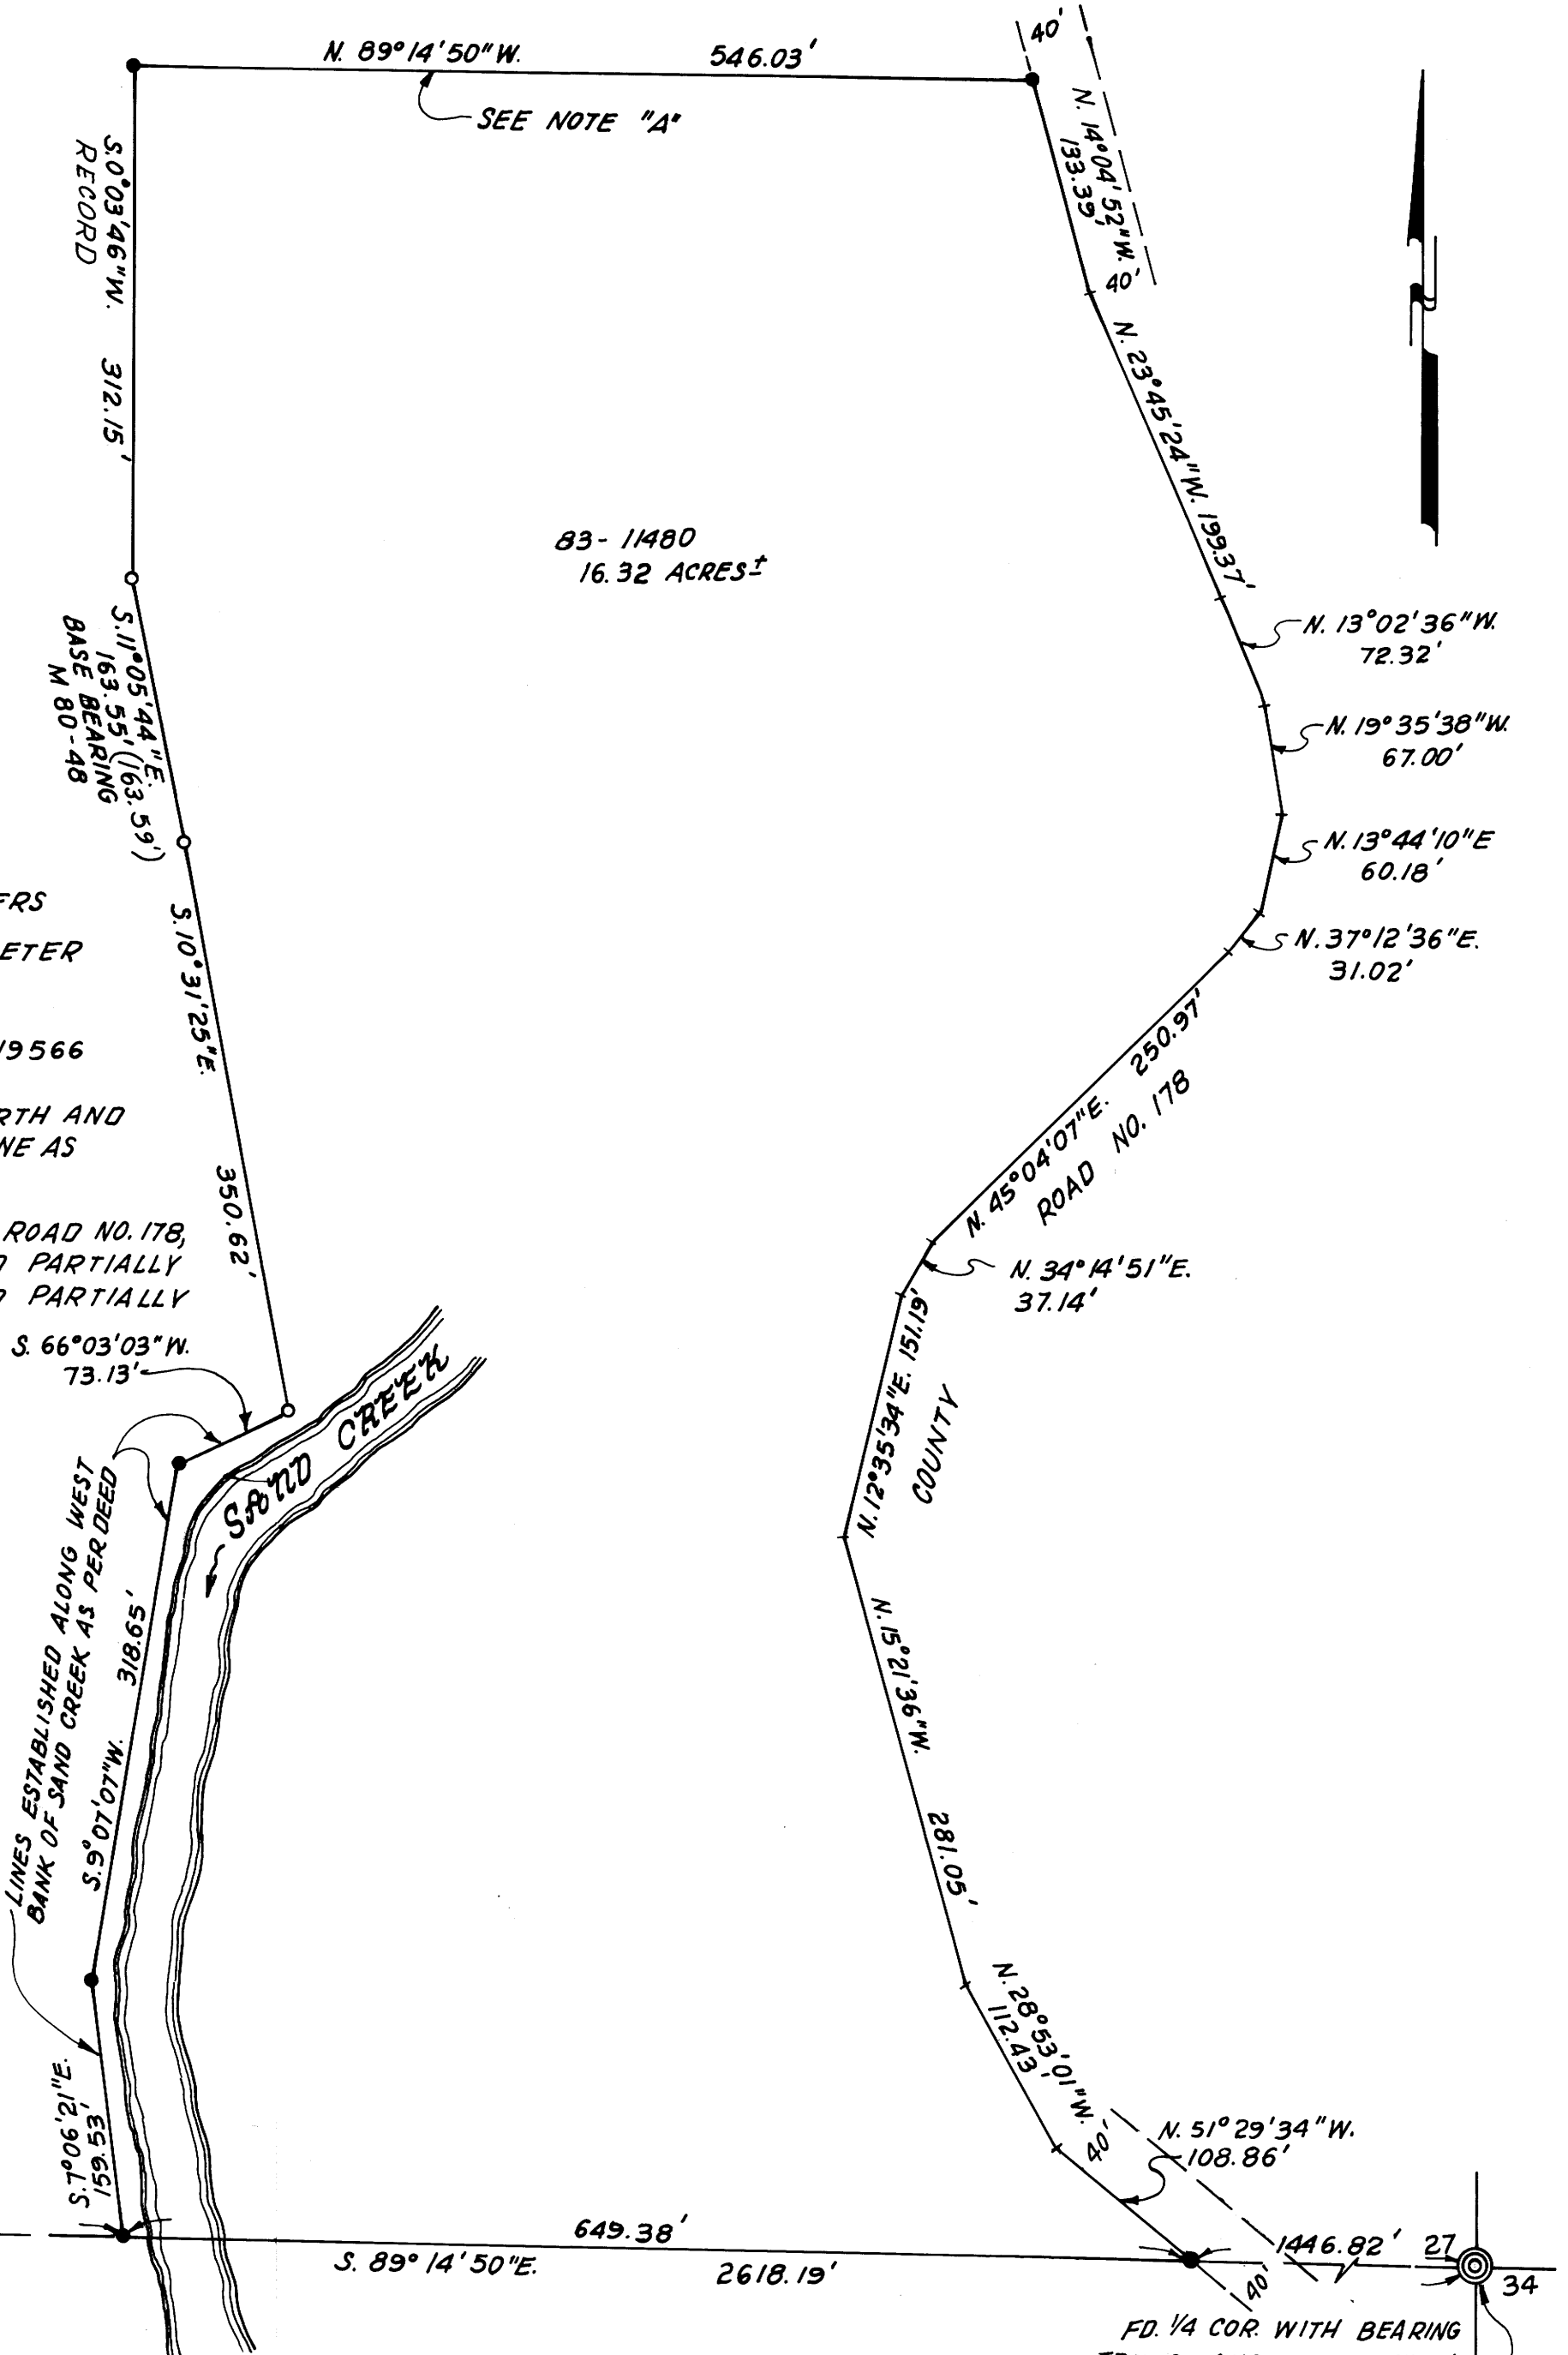 40'
N. 89°14'50"W. 546.03'
SEE NOTE "A"
N. 14°04'52"W.
133.39'
40'
S.0°03'46"W. 312.15'
RECORD
N. 23°45'24"W. 199.37'
83-11480
16.32 ACRES±
N. 13°02'36"W.
72.32'
S.11°05'44"E.
163.55'(163.59')
BASE BEARING
M 80-48
N. 19°35'38"W.
67.00'
N. 13°44'10"E
60.18'
N. 37°12'36"E.
31.02'
ERS
ETER
19566
RTH AND
NE AS
ROAD NO. 178,
PARTIALLY
PARTIALLY
S.10°31'25"E. 350.62'
N. 45°04'07"E. 250.97'
COUNTY ROAD NO. 178
N. 34°14'51"E.
37.14'
S. 66°03'03"W.
73.13'
SAND CREEK
N. 12°35'34"E. 151.19'
LINES ESTABLISHED ALONG WEST
BANK OF SAND CREEK AS PER DEED
S.9°07'07"W. 318.65'
N. 15°21'36"W. 281.05'
N. 28°53'01"W.
112.43'
40'
N. 51°29'34"W.
108.86'
S.7°06'21"E.
159.53'
649.38'
S. 89°14'50"E. 2618.19'
1446.82'
40'
27
34
FD. 1/4 COR. WITH BEARING